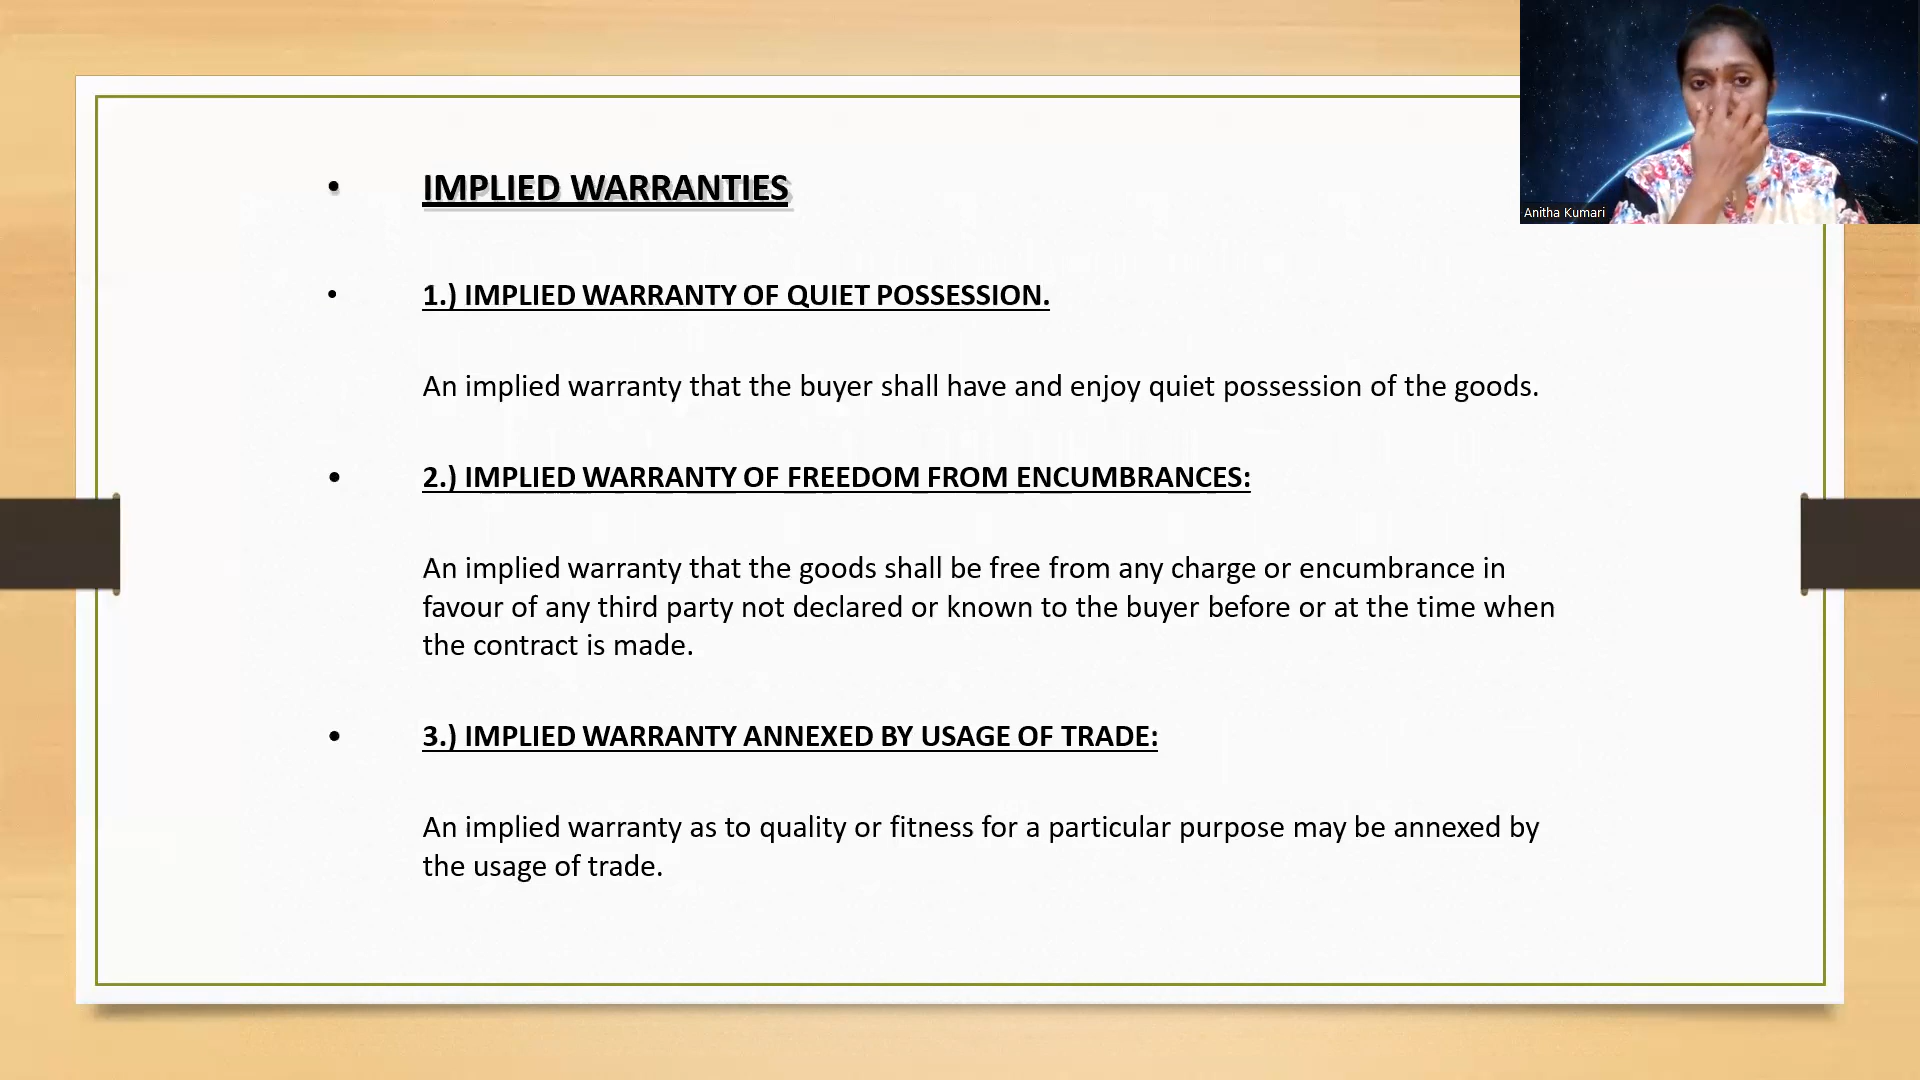 • IMPLIED WARRANTIES
• 1.) IMPLIED WARRANTY OF QUIET POSSESSION.
An implied warranty that the buyer shall have and enjoy quiet possession of the goods.
• 2.) IMPLIED WARRANTY OF FREEDOM FROM ENCUMBRANCES:
An implied warranty that the goods shall be free from any charge or encumbrance in
favour of any third party not declared or known to the buyer before or at the time when
the contract is made.
• 3.) IMPLIED WARRANTY ANNEXED BY USAGE OF TRADE:
An implied warranty as to quality or fitness for a particular purpose may be annexed by
the usage of trade.
Anitha Kumari